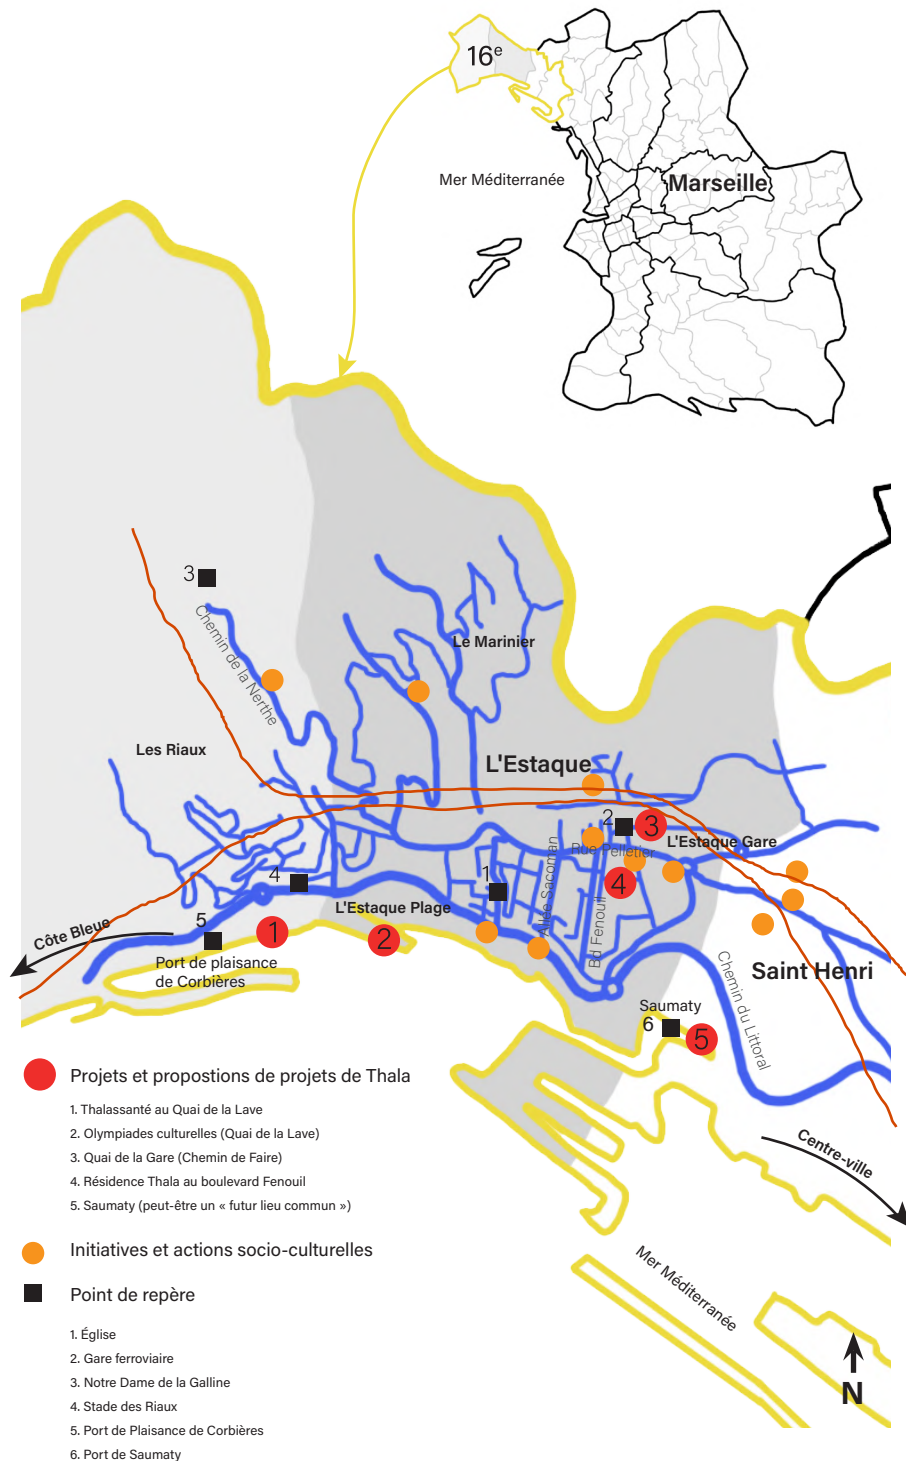 16e
Mer Méditerranée
Marseille
3
Chemin de la Nerthe
Le Marinier
Les Riaux
L'Estaque
2
3
Rue Pelletier
L'Estaque Gare
4
1
Allée Sacoman
4
Bd Fenouil
L'Estaque Plage
5
1
2
Côte Bleue
Port de plaisance
de Corbières
Chemin du Littoral
Saint Henri
Saumaty
6
5
Projets et propostions de projets de Thala
1. Thalassanté au Quai de la Lave
2. Olympiades culturelles (Quai de la Lave)
3. Quai de la Gare (Chemin de Faire)
4. Résidence Thala au boulevard Fenouil
5. Saumaty (peut-être un « futur lieu commun »)
Centre-ville
Initiatives et actions socio-culturelles
Mer Méditerranée
Point de repère
1. Église
2. Gare ferroviaire
3. Notre Dame de la Galline
4. Stade des Riaux
5. Port de Plaisance de Corbières
6. Port de Saumaty
N